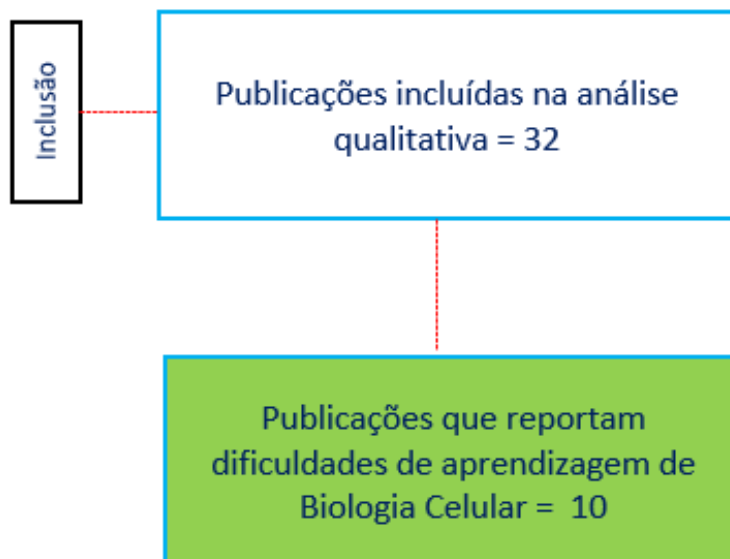 Inclusão
Publicações incluídas na análise
qualitativa = 32
Publicações que reportam
dificuldades de aprendizagem de
Biologia Celular = 10